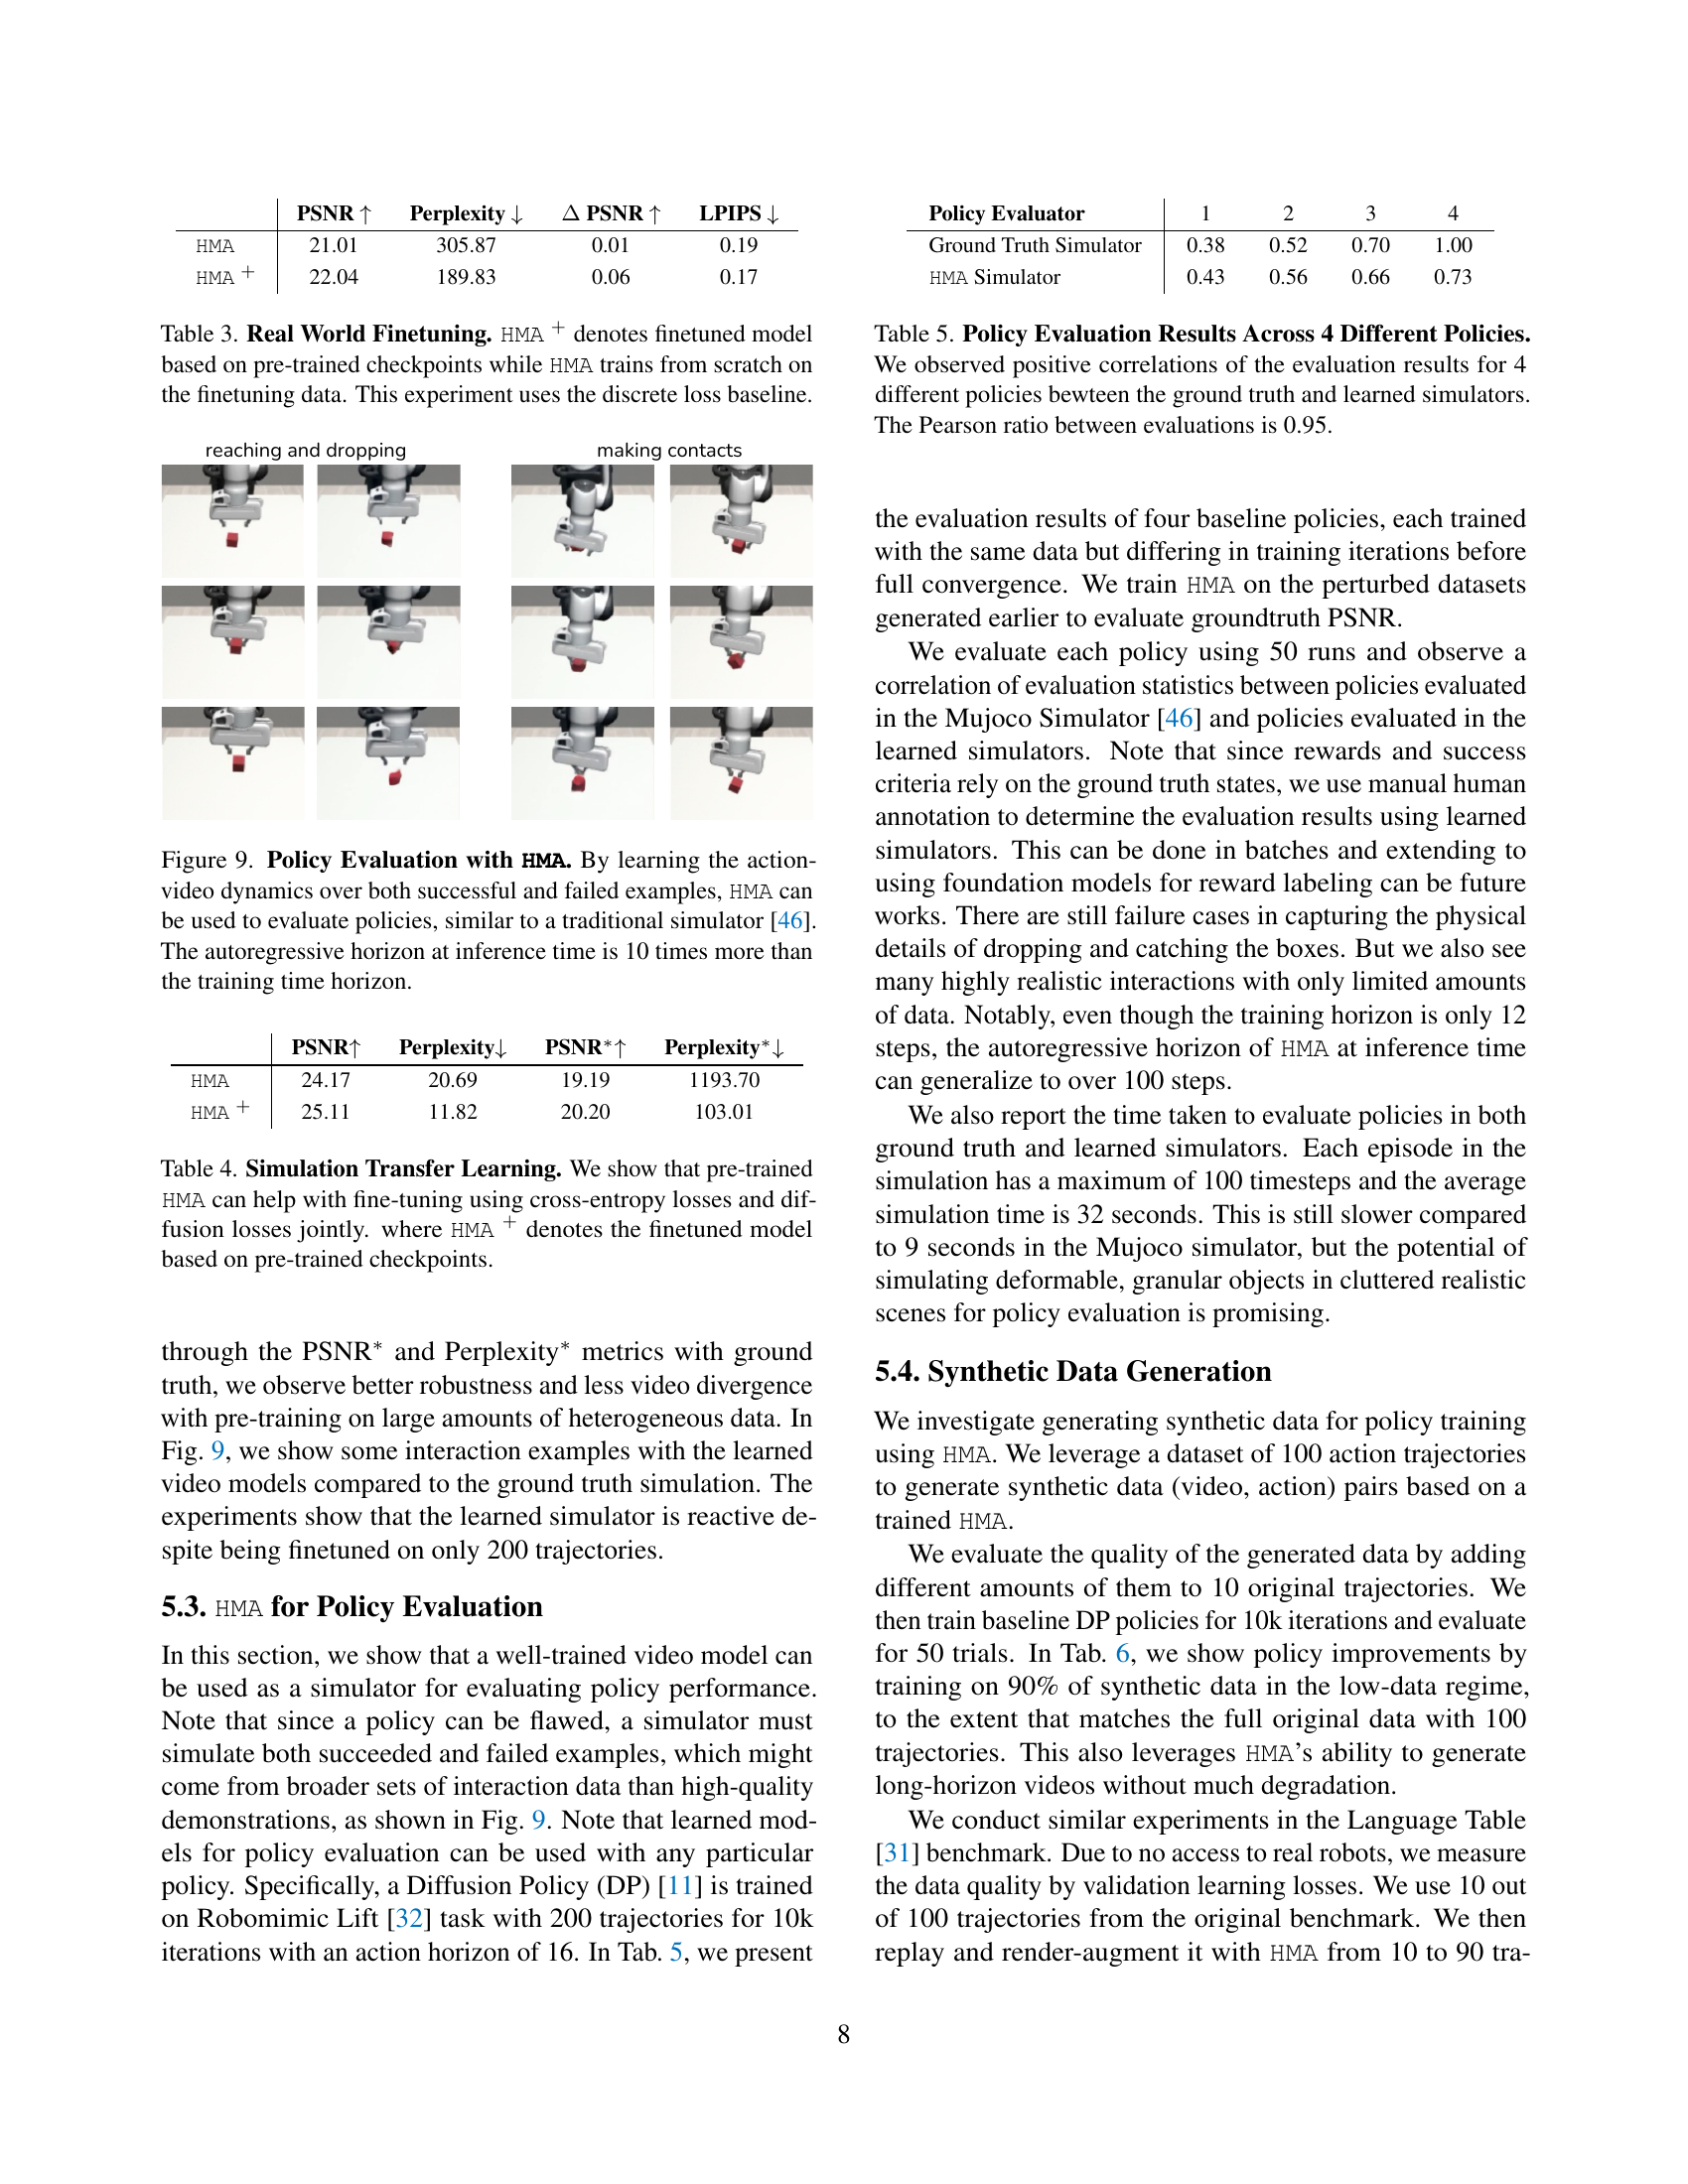 PSNR ↑ Perplexity ↓ Δ PSNR ↑ LPIPS ↓
HMA 21.01 305.87 0.01 0.19
HMA + 22.04 189.83 0.06 0.17
Table 3. Real World Finetuning. HMA + denotes finetuned model
based on pre-trained checkpoints while HMA trains from scratch on
the finetuning data. This experiment uses the discrete loss baseline.
reaching and dropping making contacts
Figure 9. Policy Evaluation with HMA. By learning the action-
video dynamics over both successful and failed examples, HMA can
be used to evaluate policies, similar to a traditional simulator [46].
The autoregressive horizon at inference time is 10 times more than
the training time horizon.
PSNR↑ Perplexity↓ PSNR*↑ Perplexity*↓
HMA 24.17 20.69 19.19 1193.70
HMA + 25.11 11.82 20.20 103.01
Table 4. Simulation Transfer Learning. We show that pre-trained
HMA can help with fine-tuning using cross-entropy losses and dif-
fusion losses jointly. where HMA + denotes the finetuned model
based on pre-trained checkpoints.
through the PSNR* and Perplexity* metrics with ground
truth, we observe better robustness and less video divergence
with pre-training on large amounts of heterogeneous data. In
Fig. 9, we show some interaction examples with the learned
video models compared to the ground truth simulation. The
experiments show that the learned simulator is reactive de-
spite being finetuned on only 200 trajectories.
5.3. HMA for Policy Evaluation
In this section, we show that a well-trained video model can
be used as a simulator for evaluating policy performance.
Note that since a policy can be flawed, a simulator must
simulate both succeeded and failed examples, which might
come from broader sets of interaction data than high-quality
demonstrations, as shown in Fig. 9. Note that learned mod-
els for policy evaluation can be used with any particular
policy. Specifically, a Diffusion Policy (DP) [11] is trained
on Robomimic Lift [32] task with 200 trajectories for 10k
iterations with an action horizon of 16. In Tab. 5, we present
Policy Evaluator 1 2 3 4
Ground Truth Simulator 0.38 0.52 0.70 1.00
HMA Simulator 0.43 0.56 0.66 0.73
Table 5. Policy Evaluation Results Across 4 Different Policies.
We observed positive correlations of the evaluation results for 4
different policies bewteen the ground truth and learned simulators.
The Pearson ratio between evaluations is 0.95.
the evaluation results of four baseline policies, each trained
with the same data but differing in training iterations before
full convergence. We train HMA on the perturbed datasets
generated earlier to evaluate groundtruth PSNR.
We evaluate each policy using 50 runs and observe a
correlation of evaluation statistics between policies evaluated
in the Mujoco Simulator [46] and policies evaluated in the
learned simulators. Note that since rewards and success
criteria rely on the ground truth states, we use manual human
annotation to determine the evaluation results using learned
simulators. This can be done in batches and extending to
using foundation models for reward labeling can be future
works. There are still failure cases in capturing the physical
details of dropping and catching the boxes. But we also see
many highly realistic interactions with only limited amounts
of data. Notably, even though the training horizon is only 12
steps, the autoregressive horizon of HMA at inference time
can generalize to over 100 steps.
We also report the time taken to evaluate policies in both
ground truth and learned simulators. Each episode in the
simulation has a maximum of 100 timesteps and the average
simulation time is 32 seconds. This is still slower compared
to 9 seconds in the Mujoco simulator, but the potential of
simulating deformable, granular objects in cluttered realistic
scenes for policy evaluation is promising.
5.4. Synthetic Data Generation
We investigate generating synthetic data for policy training
using HMA. We leverage a dataset of 100 action trajectories
to generate synthetic data (video, action) pairs based on a
trained HMA.
We evaluate the quality of the generated data by adding
different amounts of them to 10 original trajectories. We
then train baseline DP policies for 10k iterations and evaluate
for 50 trials. In Tab. 6, we show policy improvements by
training on 90% of synthetic data in the low-data regime,
to the extent that matches the full original data with 100
trajectories. This also leverages HMA's ability to generate
long-horizon videos without much degradation.
We conduct similar experiments in the Language Table
[31] benchmark. Due to no access to real robots, we measure
the data quality by validation learning losses. We use 10 out
of 100 trajectories from the original benchmark. We then
replay and render-augment it with HMA from 10 to 90 tra-
8